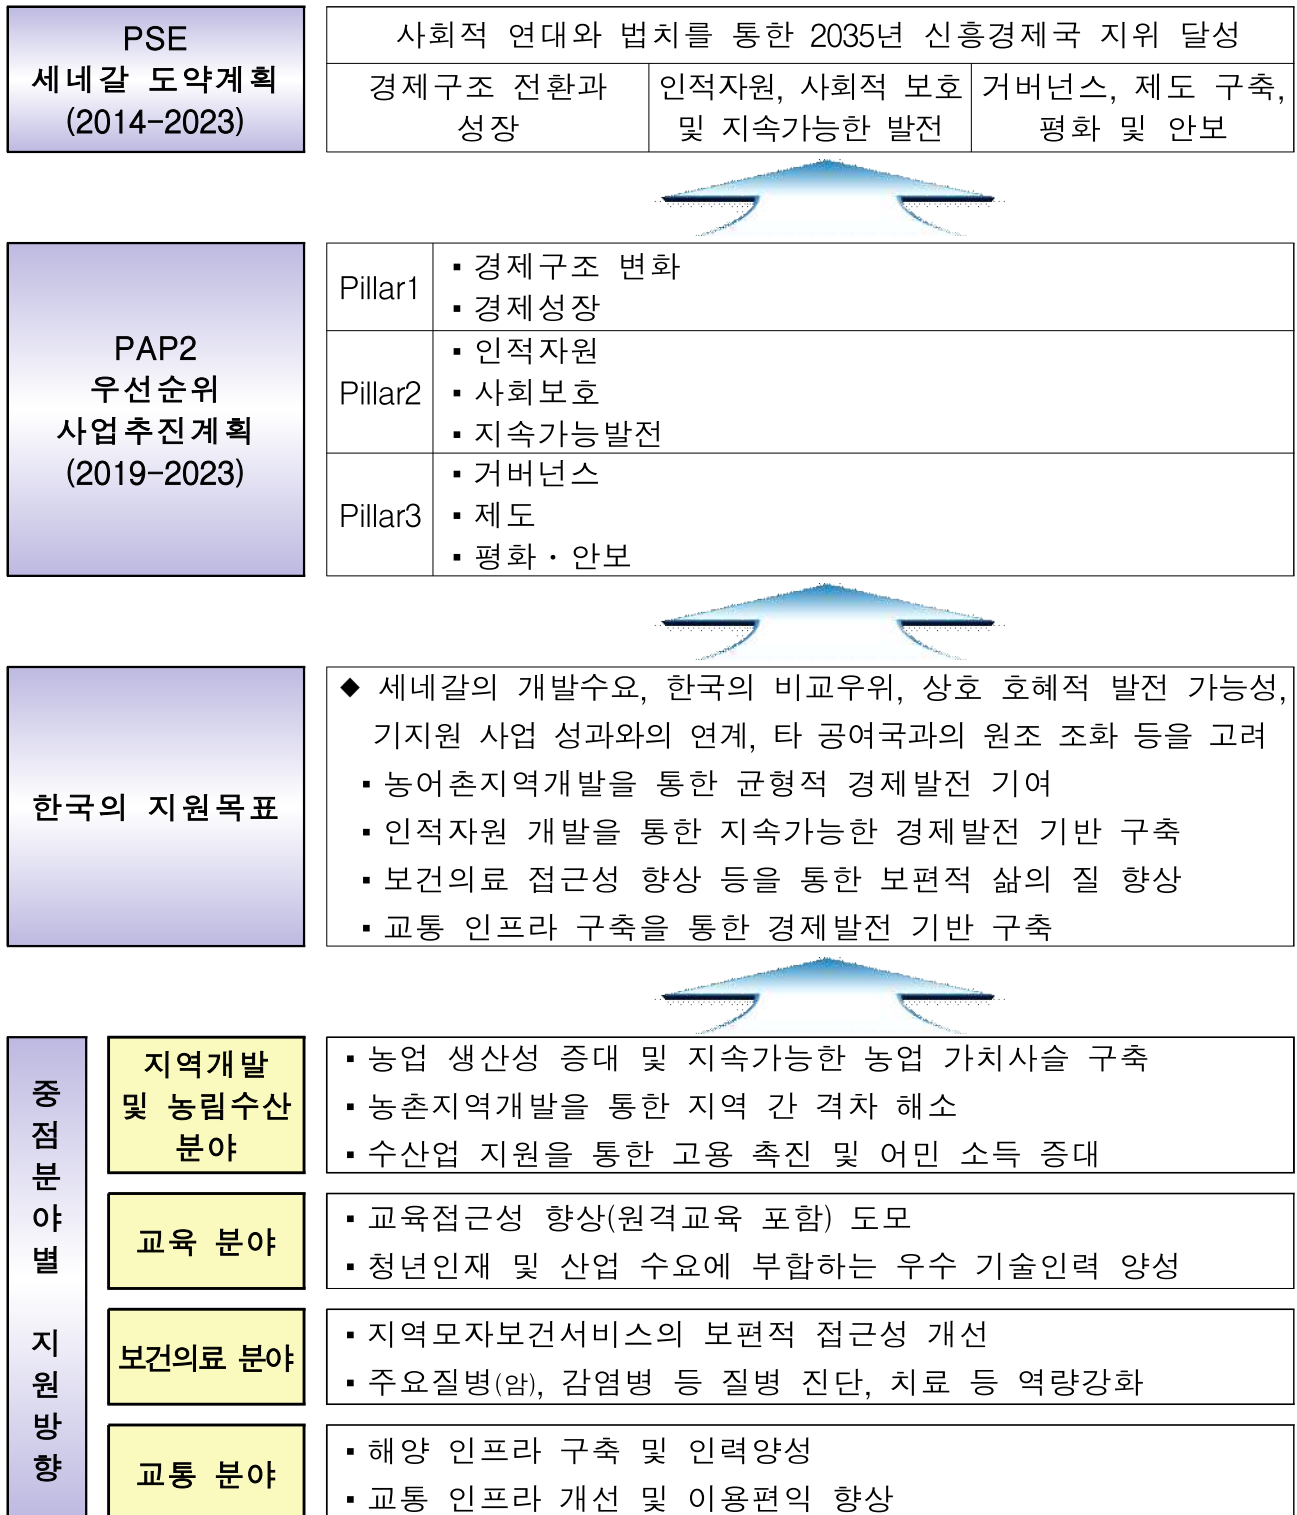 PSE
세네갈 도약계획
(2014-2023)
사회적 연대와 법치를 통한 2035년 신흥경제국 지위 달성
경제구조 전환과
성장
인적자원, 사회적 보호
및 지속가능한 발전
거버넌스, 제도 구축,
평화 및 안보
PAP2
우선순위
사업추진계획
(2019-2023)
Pillar1
▪ 경제구조 변화
▪ 경제성장
Pillar2
▪ 인적자원
▪ 사회보호
▪ 지속가능발전
Pillar3
▪ 거버넌스
▪ 제도
▪ 평화・안보
한국의 지원목표
◆ 세네갈의 개발수요, 한국의 비교우위, 상호 호혜적 발전 가능성,
기지원 사업 성과와의 연계, 타 공여국과의 원조 조화 등을 고려
▪ 농어촌지역개발을 통한 균형적 경제발전 기여
▪ 인적자원 개발을 통한 지속가능한 경제발전 기반 구축
▪ 보건의료 접근성 향상 등을 통한 보편적 삶의 질 향상
▪ 교통 인프라 구축을 통한 경제발전 기반 구축
중
점
분
야
별
지
원
방
향
지역개발
및 농림수산
분야
▪ 농업 생산성 증대 및 지속가능한 농업 가치사슬 구축
▪ 농촌지역개발을 통한 지역 간 격차 해소
▪ 수산업 지원을 통한 고용 촉진 및 어민 소득 증대
교육 분야
▪ 교육접근성 향상(원격교육 포함) 도모
▪ 청년인재 및 산업 수요에 부합하는 우수 기술인력 양성
보건의료 분야
▪ 지역모자보건서비스의 보편적 접근성 개선
▪ 주요질병(암), 감염병 등 질병 진단, 치료 등 역량강화
교통 분야
▪ 해양 인프라 구축 및 인력양성
▪ 교통 인프라 개선 및 이용편익 향상